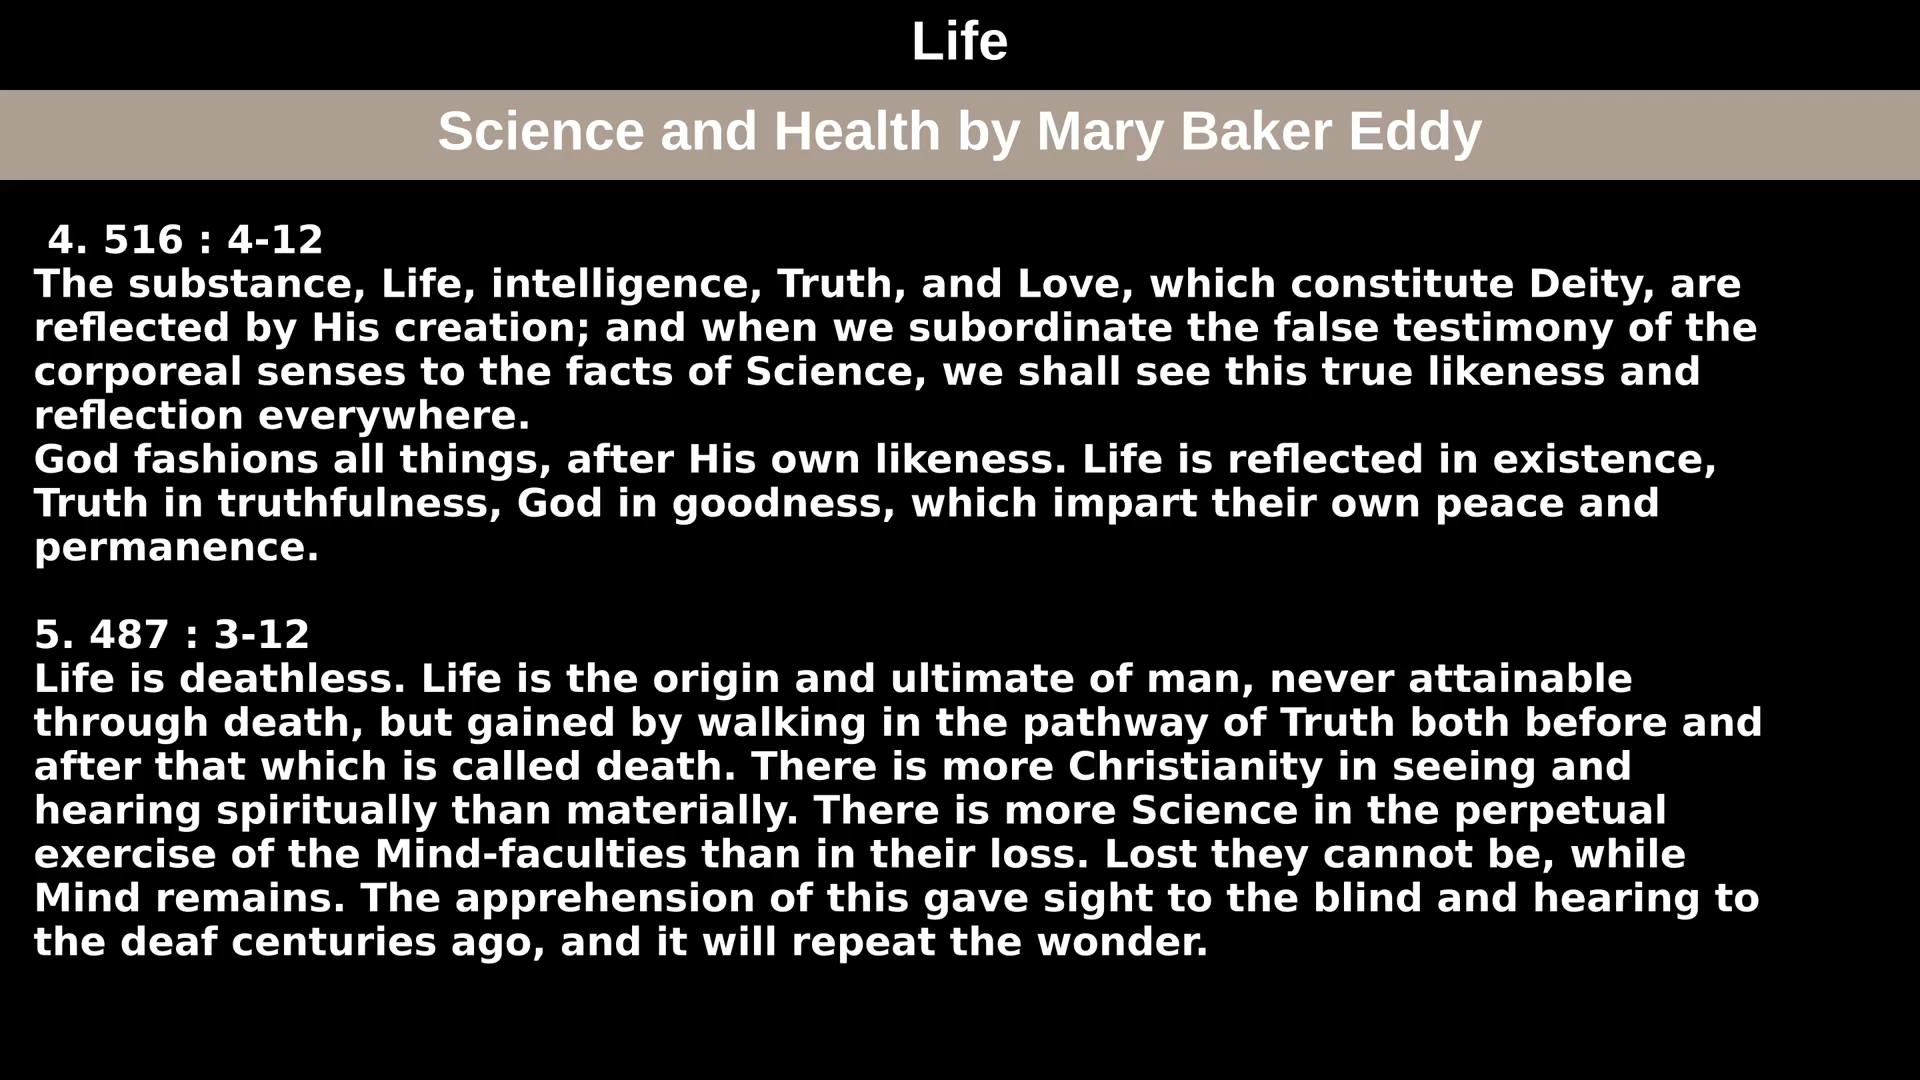 Life
Science and Health by Mary Baker Eddy
4. 516 : 4-12
The substance, Life, intelligence, Truth, and Love, which constitute Deity, are
reflected by His creation; and when we subordinate the false testimony of the
corporeal senses to the facts of Science, we shall see this true likeness and
reflection everywhere.
God fashions all things, after His own likeness. Life is reflected in existence,
Truth in truthfulness, God in goodness, which impart their own peace and
permanence.
5. 487 : 3-12
Life is deathless. Life is the origin and ultimate of man, never attainable
through death, but gained by walking in the pathway of Truth both before and
after that which is called death. There is more Christianity in seeing and
hearing spiritually than materially. There is more Science in the perpetual
exercise of the Mind-faculties than in their loss. Lost they cannot be, while
Mind remains. The apprehension of this gave sight to the blind and hearing to
the deaf centuries ago, and it will repeat the wonder.